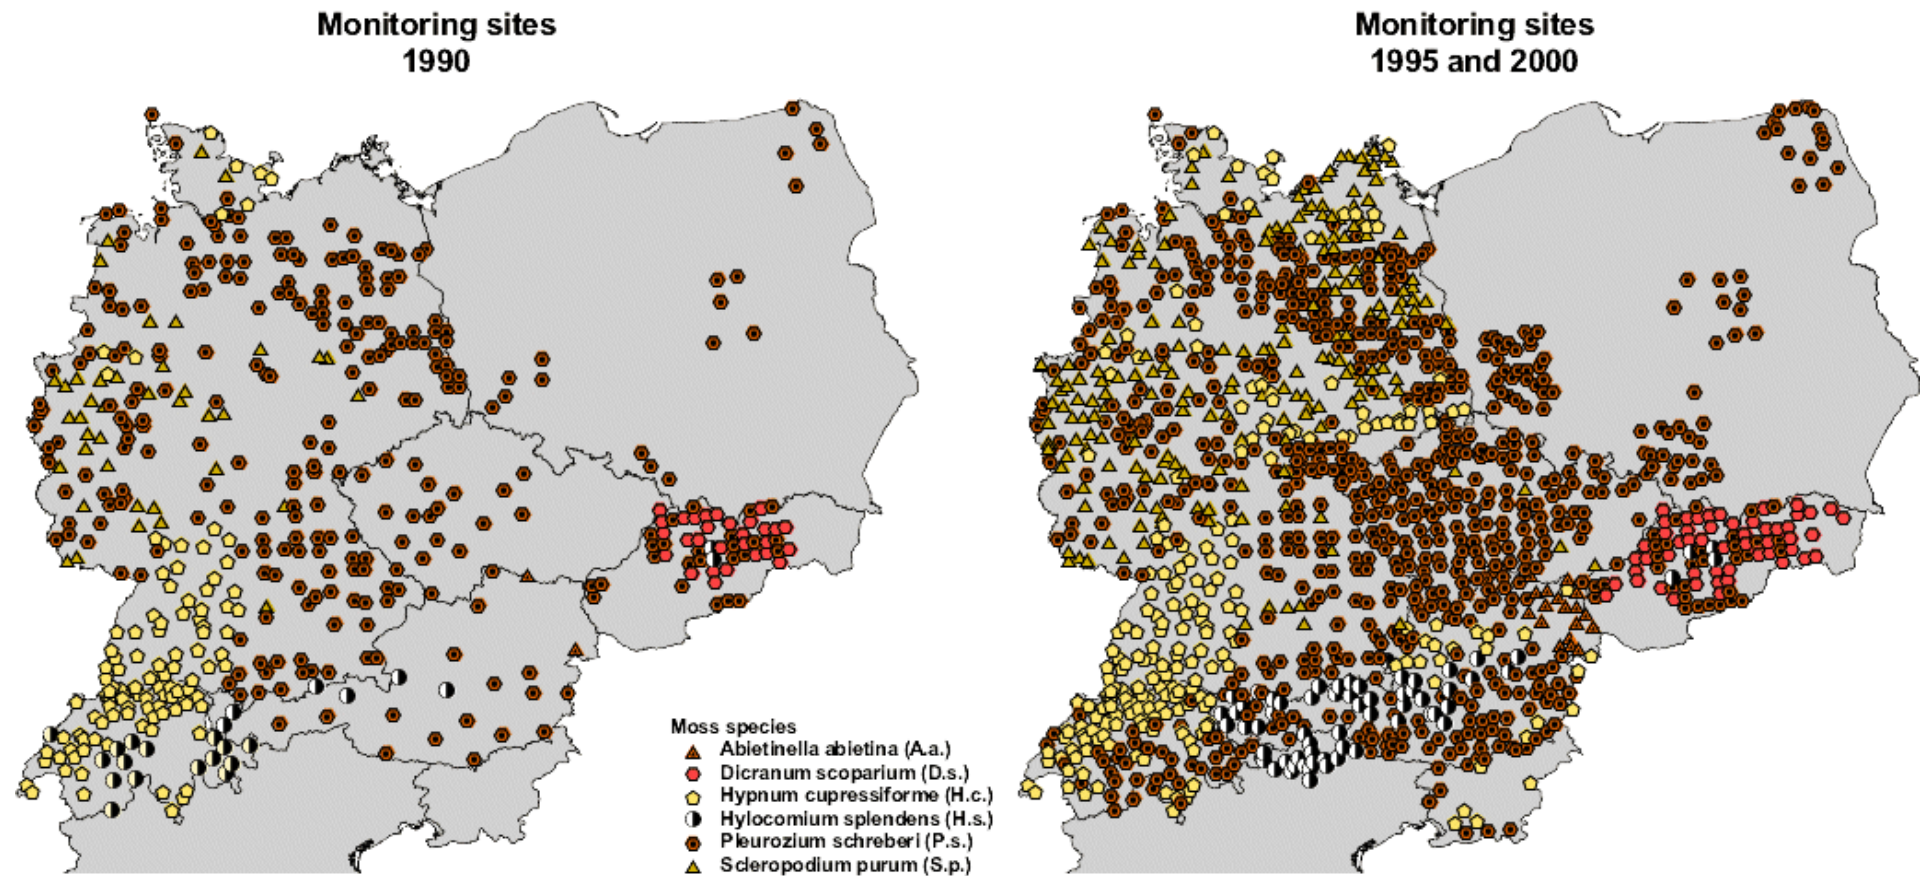 Monitoring sites
1990
Monitoring sites
1995 and 2000
Moss species
Abietinella abietina (A.a.)
Dicranum scoparium (D.s.)
Hypnum cupressiforme (H.c.)
Hylocomium splendens (H.s.)
Pleurozium schreberi (P.s.)
Scleropodium purum (S.p.)